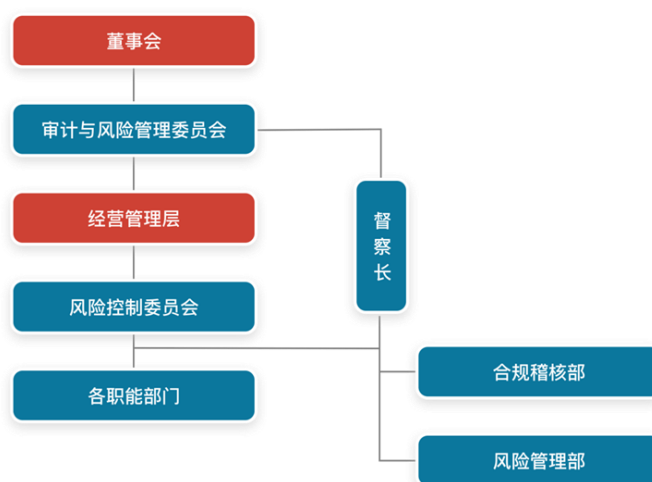 董事会
审计与风险管理委员会
经营管理层
督察长
风险控制委员会
合规稽核部
各职能部门
风险管理部